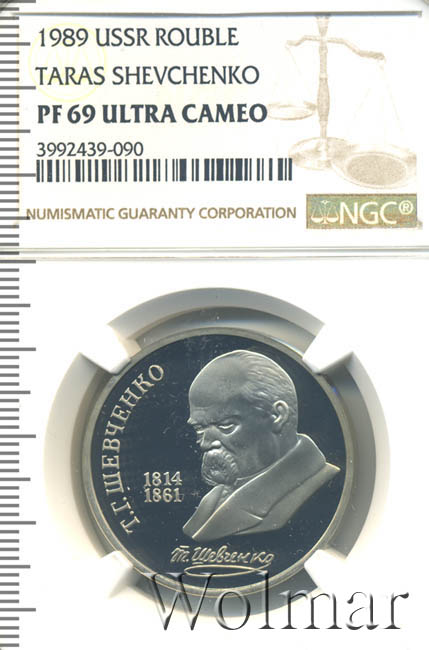 1989 USSR ROUBLE
TARAS SHEVCHENKO
PF 69 ULTRA CAMEO
3992439-090
NUMISMATIC GUARANTY CORPORATION
NGC®
Т.Г. ШЕВЧЕНКО
1814
1861
Т. Шевченко
Wolmar